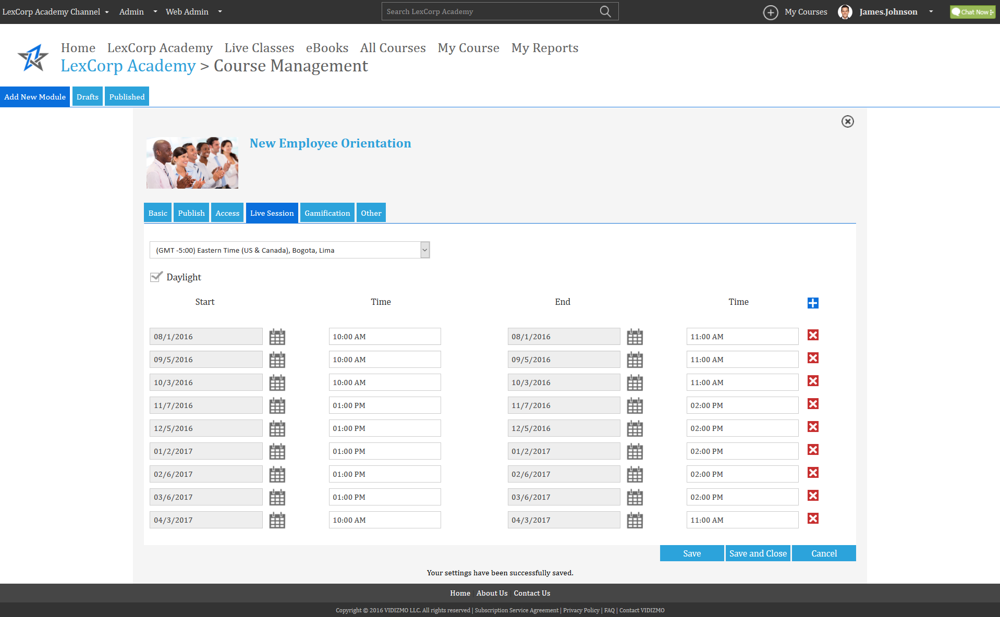 LexCorp Academy Channel Admin Web Admin Search LexCorp Academy My Courses James.Johnson Chat Now
Home LexCorp Academy Live Classes eBooks All Courses My Course My Reports
LexCorp Academy > Course Management
Add New Module Drafts Published
New Employee Orientation
Basic Publish Access Live Session Gamification Other
(GMT -5:00) Eastern Time (US & Canada), Bogota, Lima
Daylight
Start Time End Time
08/1/2016 10:00 AM 08/1/2016 11:00 AM
09/5/2016 10:00 AM 09/5/2016 11:00 AM
10/3/2016 10:00 AM 10/3/2016 11:00 AM
11/7/2016 01:00 PM 11/7/2016 02:00 PM
12/5/2016 01:00 PM 12/5/2016 02:00 PM
01/2/2017 01:00 PM 01/2/2017 02:00 PM
02/6/2017 01:00 PM 02/6/2017 02:00 PM
03/6/2017 01:00 PM 03/6/2017 02:00 PM
04/3/2017 10:00 AM 04/3/2017 11:00 AM
Save Save and Close Cancel
Your settings have been successfully saved.
Home About Us Contact Us
Copyright © 2016 VIDIZMO LLC. All rights reserved | Subscription Service Agreement | Privacy Policy | FAQ | Contact VIDIZMO